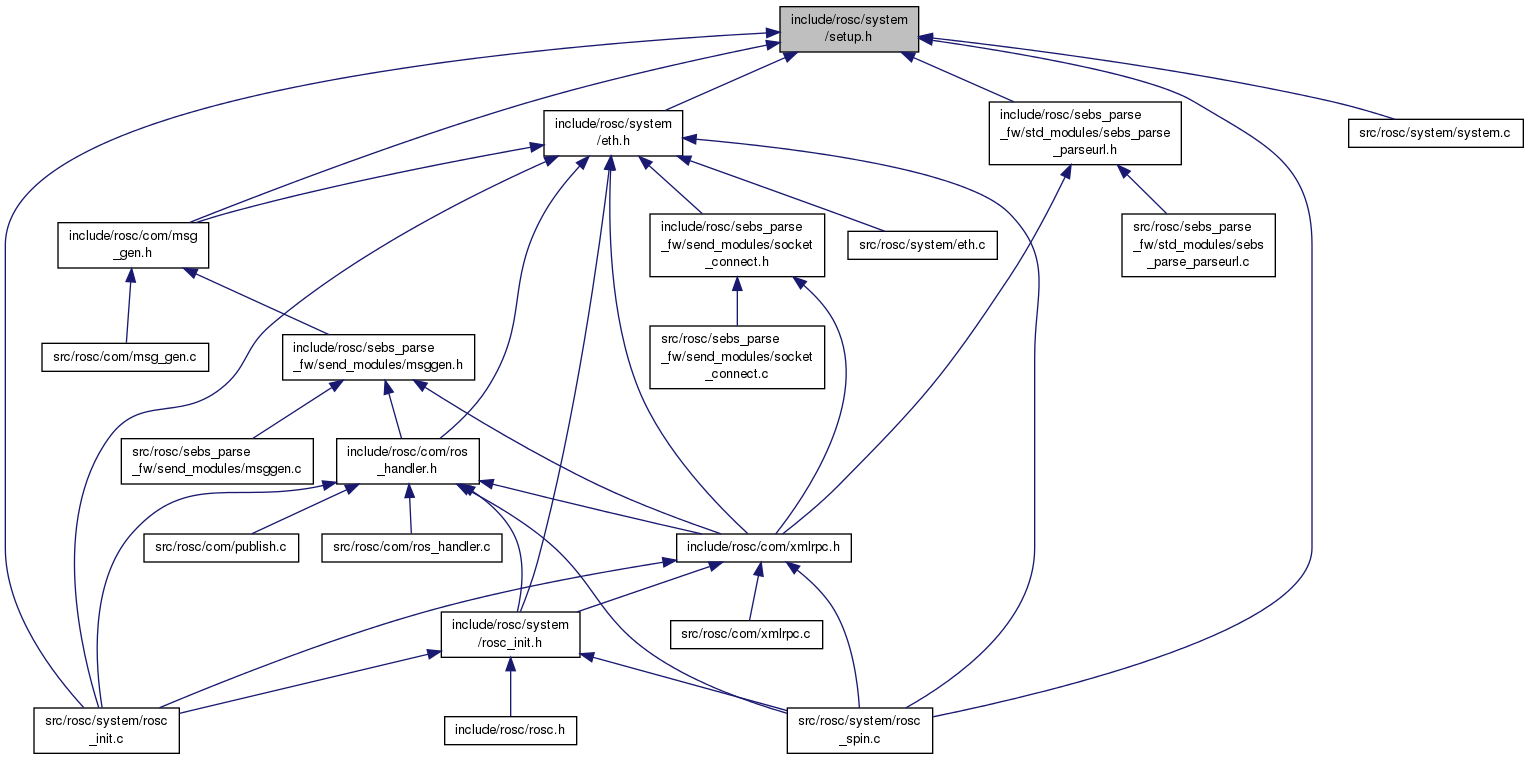 include/rosc/system
/setup.h
include/rosc/system
/eth.h
include/rosc/sebs_parse
_fw/std_modules/sebs_parse
_parseurl.h
src/rosc/system/system.c
include/rosc/com/msg
_gen.h
include/rosc/sebs_parse
_fw/send_modules/socket
_connect.h
src/rosc/system/eth.c
src/rosc/sebs_parse
_fw/std_modules/sebs
_parse_parseurl.c
src/rosc/com/msg_gen.c
include/rosc/sebs_parse
_fw/send_modules/msggen.h
src/rosc/sebs_parse
_fw/send_modules/socket
_connect.c
src/rosc/sebs_parse
_fw/send_modules/msggen.c
include/rosc/com/ros
_handler.h
src/rosc/com/publish.c
src/rosc/com/ros_handler.c
include/rosc/com/xmlrpc.h
include/rosc/system
/rosc_init.h
src/rosc/com/xmlrpc.c
src/rosc/system/rosc
_init.c
include/rosc/rosc.h
src/rosc/system/rosc
_spin.c